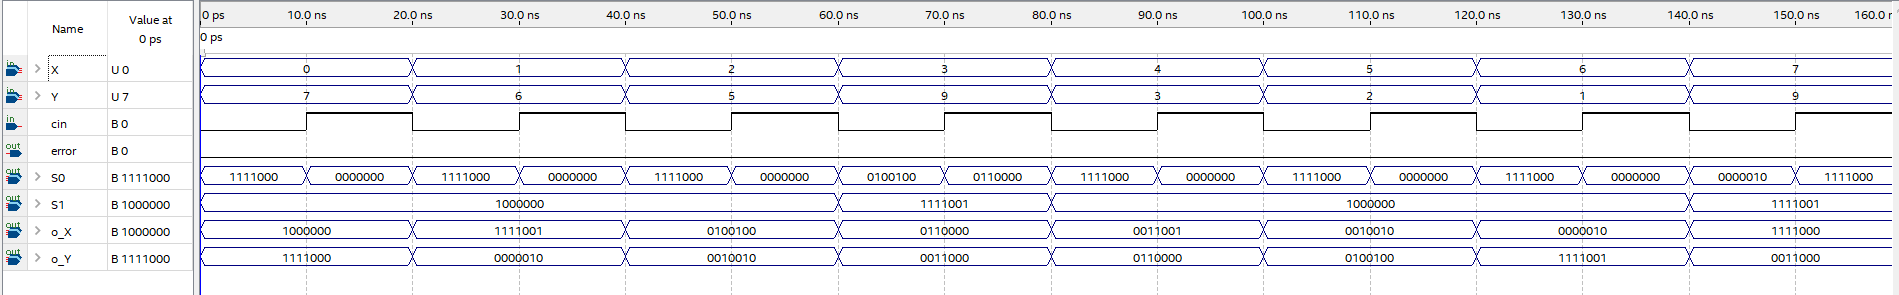 Name Value at 0 ps 0 ps 10.0 ns 20.0 ns 30.0 ns 40.0 ns 50.0 ns 60.0 ns 70.0 ns 80.0 ns 90.0 ns 100.0 ns 110.0 ns 120.0 ns 130.0 ns 140.0 ns 150.0 ns 160.0 n
0 ps
in X U 0 0 1 2 3 4 5 6 7
in Y U 7 7 6 5 9 3 2 1 9
in cin B 0
out error B 0
out S0 B 1111000 1111000 0000000 1111000 0000000 1111000 0000000 0100100 0110000 1111000 0000000 1111000 0000000 1111000 0000000 0000010 1111000
out S1 B 1000000 1000000 1111001 1000000 1111001
out o_X B 1000000 1000000 1111001 0100100 0110000 0011001 0010010 0000010 1111000
out o_Y B 1111000 1111000 0000010 0010010 0011000 0110000 0100100 1111001 0011000